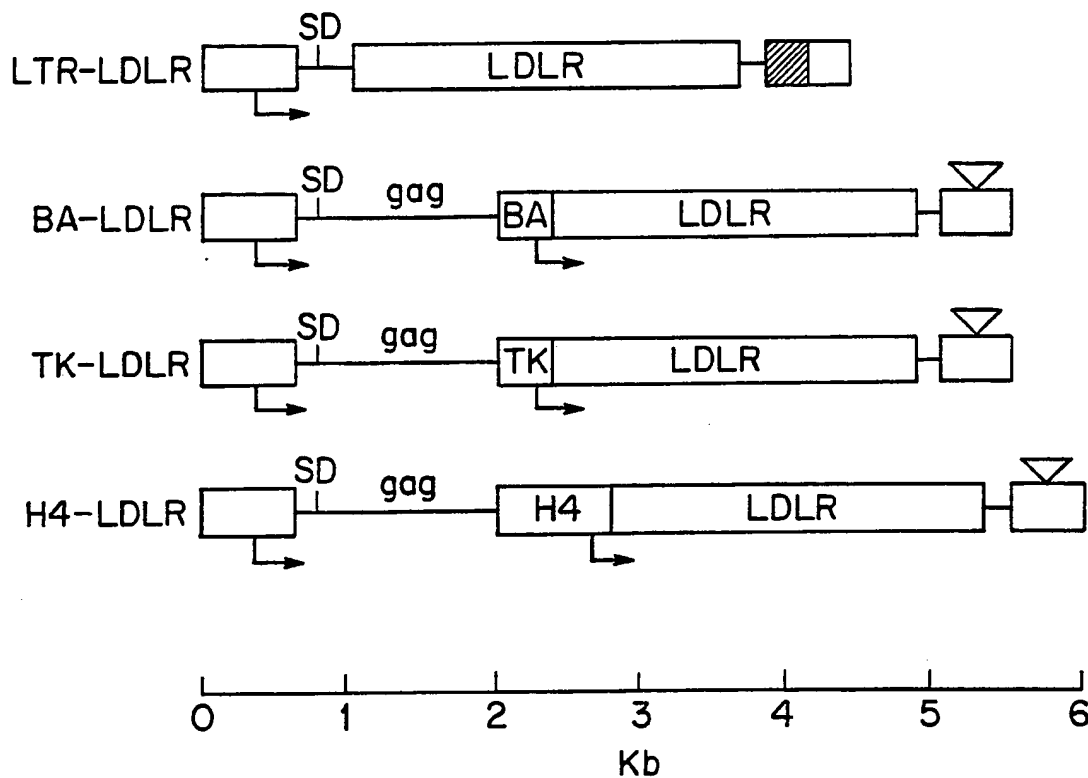 SD
LTR-LDLR LDLR
SD gag
BA-LDLR BA LDLR
SD gag
TK-LDLR TK LDLR
SD gag
H4-LDLR H4 LDLR
0 1 2 3 4 5 6
Kb